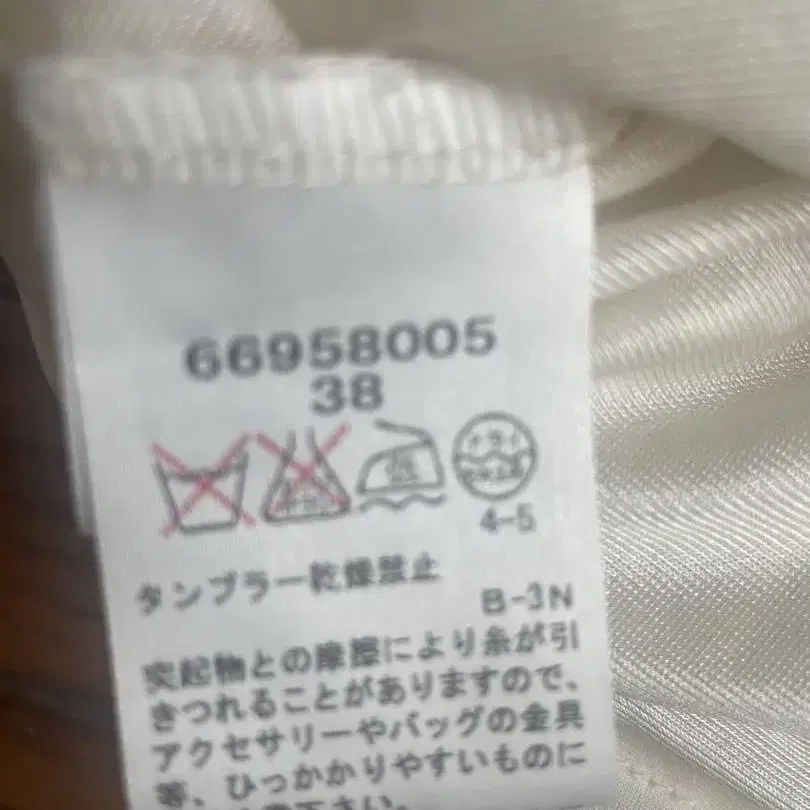 66958005
38
4-5
タンブラー乾燥禁止
B-3N
突起物との摩擦により糸が引
きつれることがありますので、
アクセサリーやバッグの金具
等、ひっかかりやすいものに
下さい。